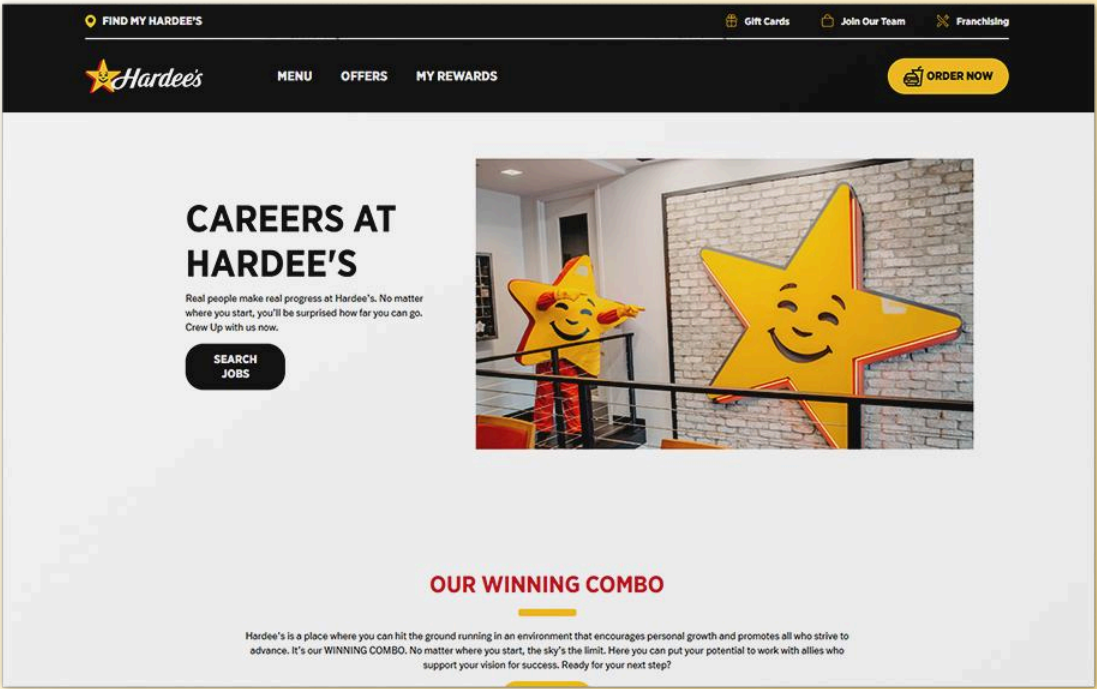 FIND MY HARDEE'S
Gift Cards
Join Our Team
Franchising
Hardee's
MENU
OFFERS
MY REWARDS
ORDER NOW
CAREERS AT
HARDEE'S
Real people make real progress at Hardee's. No matter
where you start, you'll be surprised how far you can go.
Crew Up with us now.
SEARCH
JOBS
OUR WINNING COMBO
Hardee's is a place where you can hit the ground running in an environment that encourages personal growth and promotes all who strive to
advance. It's our WINNING COMBO. No matter where you start, the sky's the limit. Here you can put your potential to work with allies who
support your vision for success. Ready for your next step?